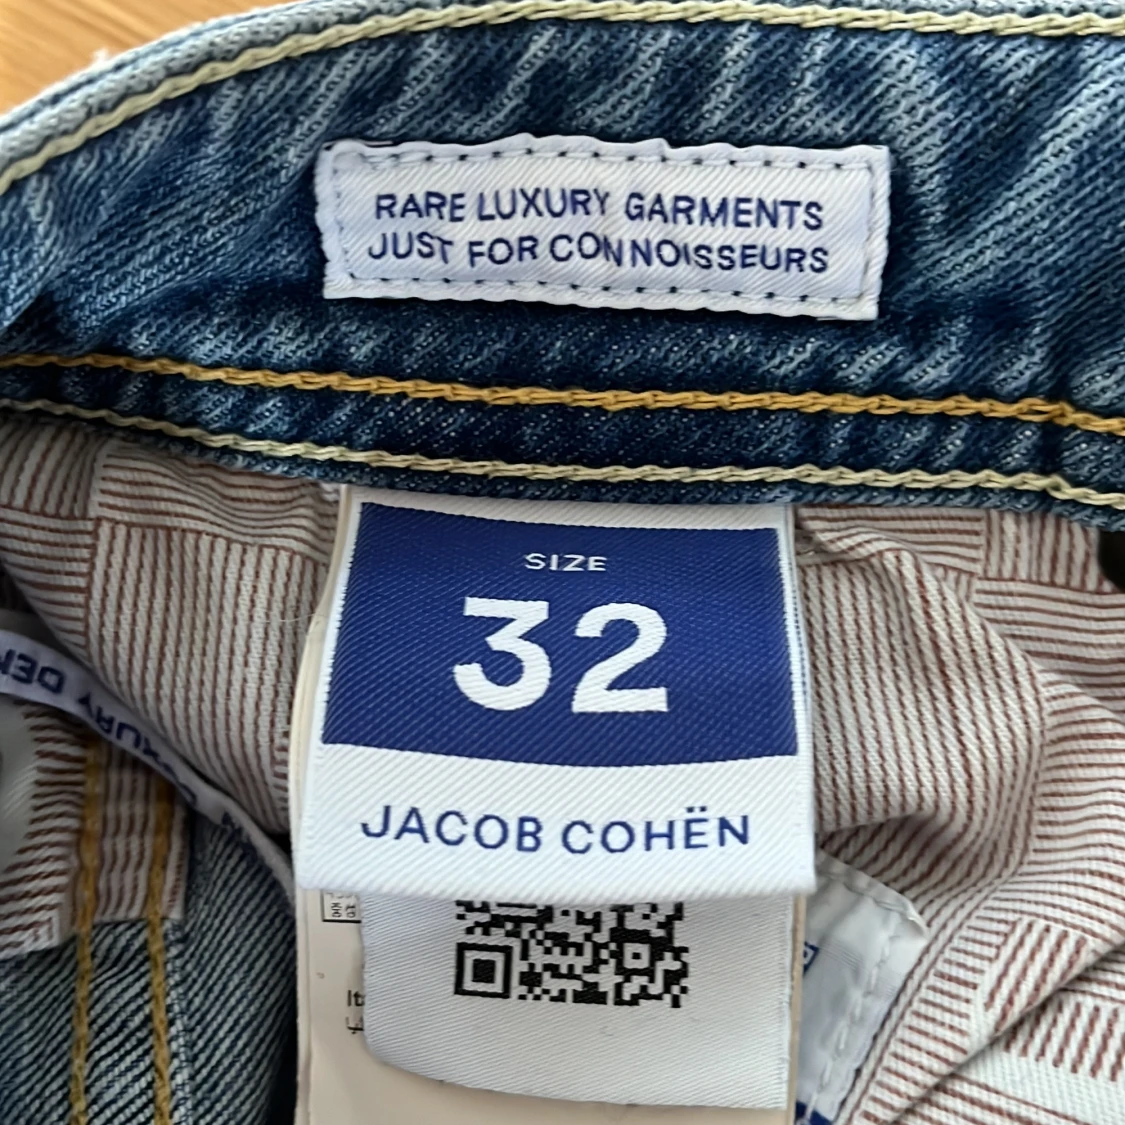 RARE LUXURY GARMENTS
JUST FOR CONNOISSEURS
SIZE
32
JACOB COHËN